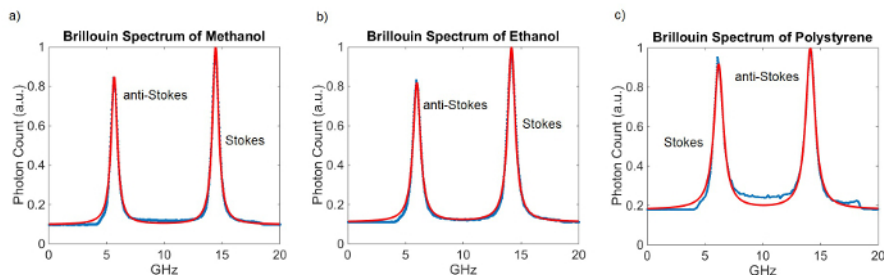 a)
Brillouin Spectrum of Methanol
Photon Count (a.u.)
1
0.8
0.6
0.4
0.2
0
anti-Stokes
Stokes
0 5 10 15 20
GHz
b)
Brillouin Spectrum of Ethanol
Photon Count (a.u.)
1
0.8
0.6
0.4
0.2
0
anti-Stokes
Stokes
0 5 10 15 20
GHz
c)
Brillouin Spectrum of Polystyrene
Photon Count (a.u.)
1
0.8
0.6
0.4
0.2
0
anti-Stokes
Stokes
0 5 10 15 20
GHz